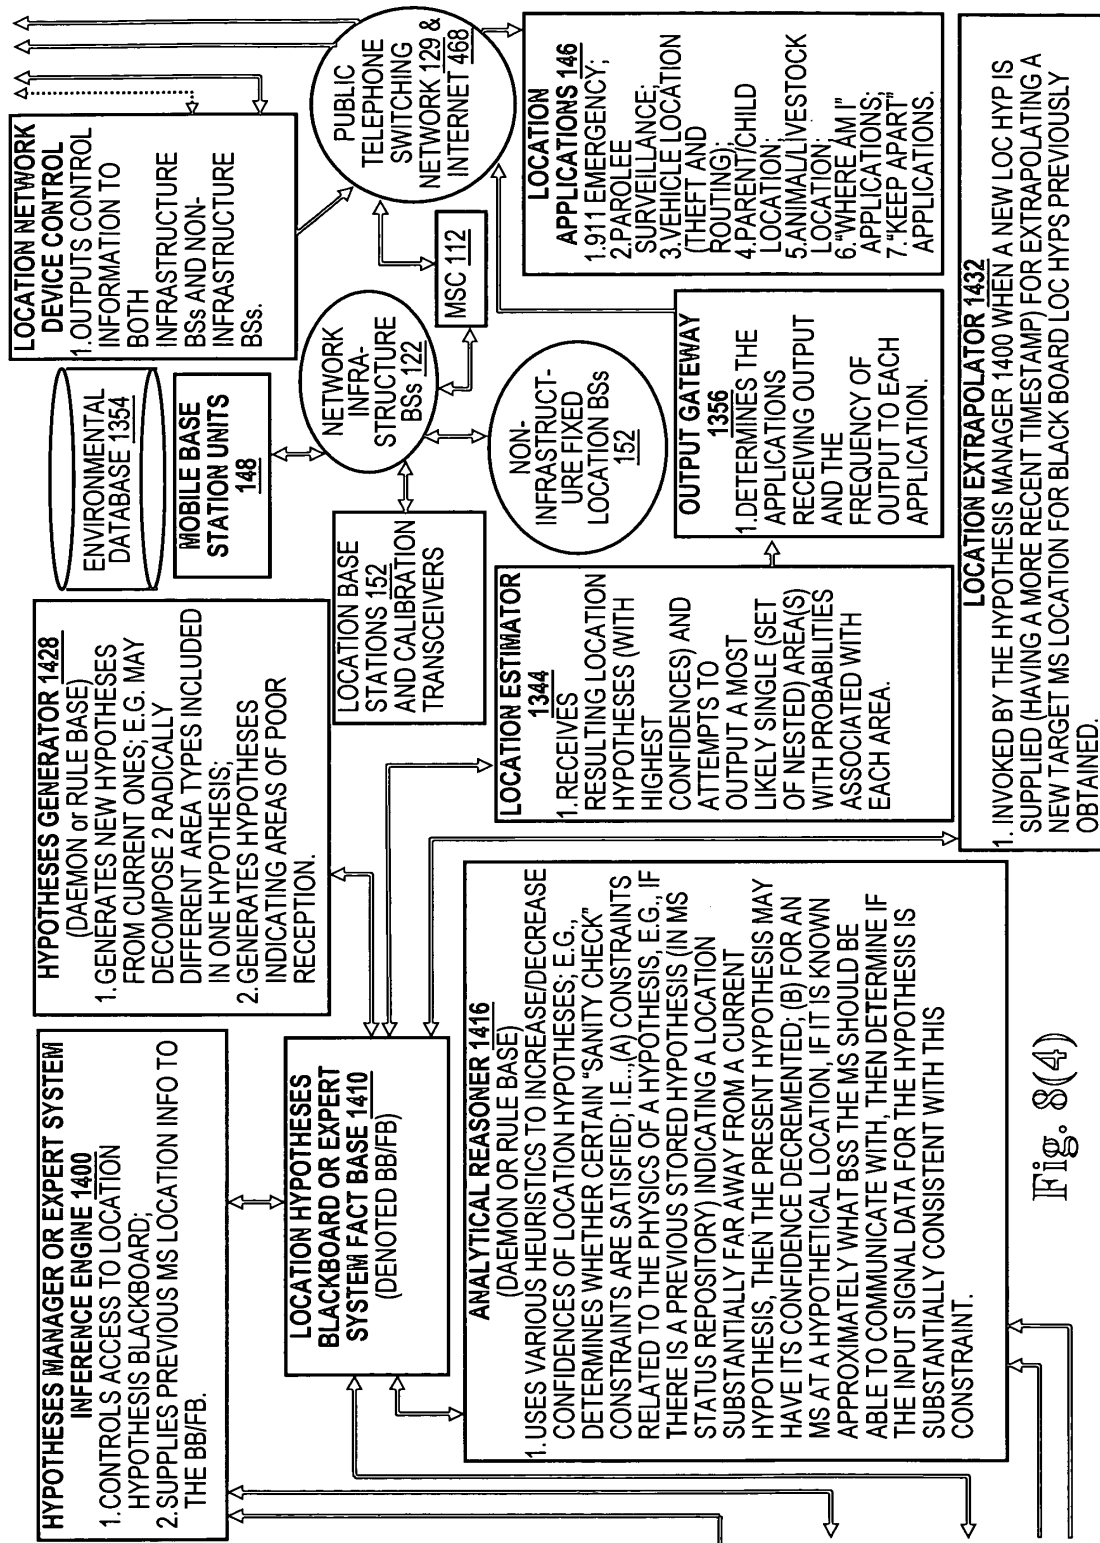 HYPOTHESES MANAGER OR EXPERT SYSTEM
INFERENCE ENGINE 1400
1. CONTROLS ACCESS TO LOCATION
HYPOTHESIS BLACKBOARD;
2. SUPPLIES PREVIOUS MS LOCATION INFO TO
THE BB/FB.
HYPOTHESES GENERATOR 1428
(DAEMON or RULE BASE)
1. GENERATES NEW HYPOTHESES
FROM CURRENT ONES; E.G. MAY
DECOMPOSE 2 RADICALLY
DIFFERENT AREA TYPES INCLUDED
IN ONE HYPOTHESIS;
2. GENERATES HYPOTHESES
INDICATING AREAS OF POOR
RECEPTION.
ENVIRONMENTAL
DATABASE 1354
MOBILE BASE
STATION UNITS
148
LOCATION NETWORK
DEVICE CONTROL
1. OUTPUTS CONTROL
INFORMATION TO
BOTH
INFRASTRUCTURE
BSs AND NON-
INFRASTRUCTURE
BSs.
LOCATION HYPOTHESES
BLACKBOARD OR EXPERT
SYSTEM FACT BASE 1410
(DENOTED BB/FB)
LOCATION BASE
STATIONS 152
AND CALIBRATION
TRANSCEIVERS
NETWORK
INFRA-
STRUCTURE
BSs 122
MSC 112
PUBLIC
TELEPHONE
SWITCHING
NETWORK 129 &
INTERNET 468
NON-
INFRASTRUCT-
URE FIXED
LOCATION BSs
152
ANALYTICAL REASONER 1416
(DAEMON OR RULE BASE)
1. USES VARIOUS HEURISTICS TO INCREASE/DECREASE
CONFIDENCES OF LOCATION HYPOTHESES; E.G.,
DETERMINES WHETHER CERTAIN "SANITY CHECK"
CONSTRAINTS ARE SATISFIED; I.E..,(A) CONSTRAINTS
RELATED TO THE PHYSICS OF A HYPOTHESIS, E.G., IF
THERE IS A PREVIOUS STORED HYPOTHESIS (IN MS
STATUS REPOSITORY) INDICATING A LOCATION
SUBSTANTIALLY FAR AWAY FROM A CURRENT
HYPOTHESIS, THEN THE PRESENT HYPOTHESIS MAY
HAVE ITS CONFIDENCE DECREMENTED; (B) FOR AN
MS AT A HYPOTHETICAL LOCATION, IF IT IS KNOWN
APPROXIMATELY WHAT BSS THE MS SHOULD BE
ABLE TO COMMUNICATE WITH, THEN DETERMINE IF
THE INPUT SIGNAL DATA FOR THE HYPOTHESIS IS
SUBSTANTIALLY CONSISTENT WITH THIS
CONSTRAINT.
LOCATION ESTIMATOR
1344
1. RECEIVES
RESULTING LOCATION
HYPOTHESES (WITH
HIGHEST
CONFIDENCES) AND
ATTEMPTS TO
OUTPUT A MOST
LIKELY SINGLE (SET
OF NESTED) AREA(S)
WITH PROBABILITIES
ASSOCIATED WITH
EACH AREA.
OUTPUT GATEWAY
1356
1. DETERMINES THE
APPLICATIONS
RECEIVING OUTPUT
AND THE
FREQUENCY OF
OUTPUT TO EACH
APPLICATION.
LOCATION
APPLICATIONS 146
1. 911 EMERGENCY;
2. PAROLEE
SURVEILLANCE;
3. VEHICLE LOCATION
(THEFT AND
ROUTING);
4. PARENT/CHILD
LOCATION;
5. ANIMAL/LIVESTOCK
LOCATION;
6. "WHERE AM I"
APPLICATIONS;
7. "KEEP APART"
APPLICATIONS.
LOCATION EXTRAPOLATOR 1432
1. INVOKED BY THE HYPOTHESIS MANAGER 1400 WHEN A NEW LOC HYP IS
SUPPLIED (HAVING A MORE RECENT TIMESTAMP) FOR EXTRAPOLATING A
NEW TARGET MS LOCATION FOR BLACK BOARD LOC HYPS PREVIOUSLY
OBTAINED.
Fig. 8(4)